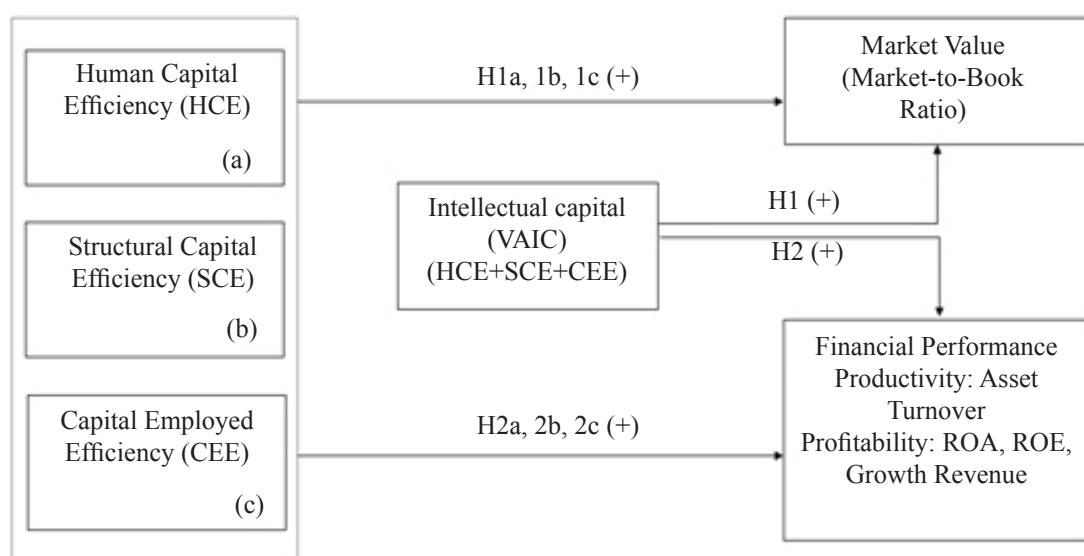 Human Capital
Efficiency (HCE)
(a)
Structural Capital
Efficiency (SCE)
(b)
Capital Employed
Efficiency (CEE)
(c)
H1a, 1b, 1c (+)
Intellectual capital
(VAIC)
(HCE+SCE+CEE)
H1 (+)
H2 (+)
H2a, 2b, 2c (+)
Market Value
(Market-to-Book
Ratio)
Financial Performance
Productivity: Asset
Turnover
Profitability: ROA, ROE,
Growth Revenue